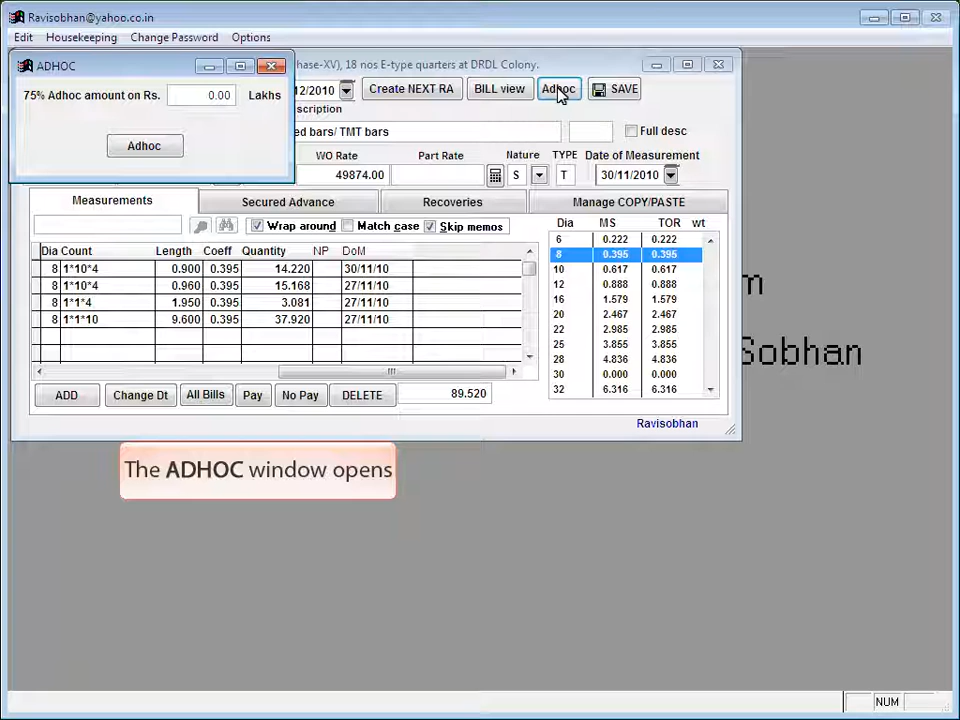 Ravisobhan@yahoo.co.in
Edit Housekeeping Change Password Options
ADHOC
75% Adhoc amount on Rs. 0.00 Lakhs
Adhoc
hase-XV), 18 nos E-type quarters at DRDL Colony.
12/2010 Create NEXT RA BILL view Adhoc SAVE
scription
ed bars/ TMT bars Full desc
WO Rate Part Rate Nature TYPE Date of Measurement
49874.00 S T 30/11/2010
Measurements Secured Advance Recoveries Manage COPY/PASTE
Wrap around Match case Skip memos
Dia Count Length Coeff Quantity NP DoM
8 1*10*4 0.900 0.395 14.220 30/11/10
8 1*10*4 0.960 0.395 15.168 27/11/10
8 1*1*4 1.950 0.395 3.081 27/11/10
8 1*1*10 9.600 0.395 37.920 27/11/10
Dia MS TOR wt
6 0.222 0.222
8 0.395 0.395
10 0.617 0.617
12 0.888 0.888
16 1.579 1.579
20 2.467 2.467
22 2.985 2.985
25 3.855 3.855
28 4.836 4.836
30 0.000 0.000
32 6.316 6.316
ADD Change Dt All Bills Pay No Pay DELETE 89.520
Ravisobhan
m
Sobhan
The ADHOC window opens
NUM